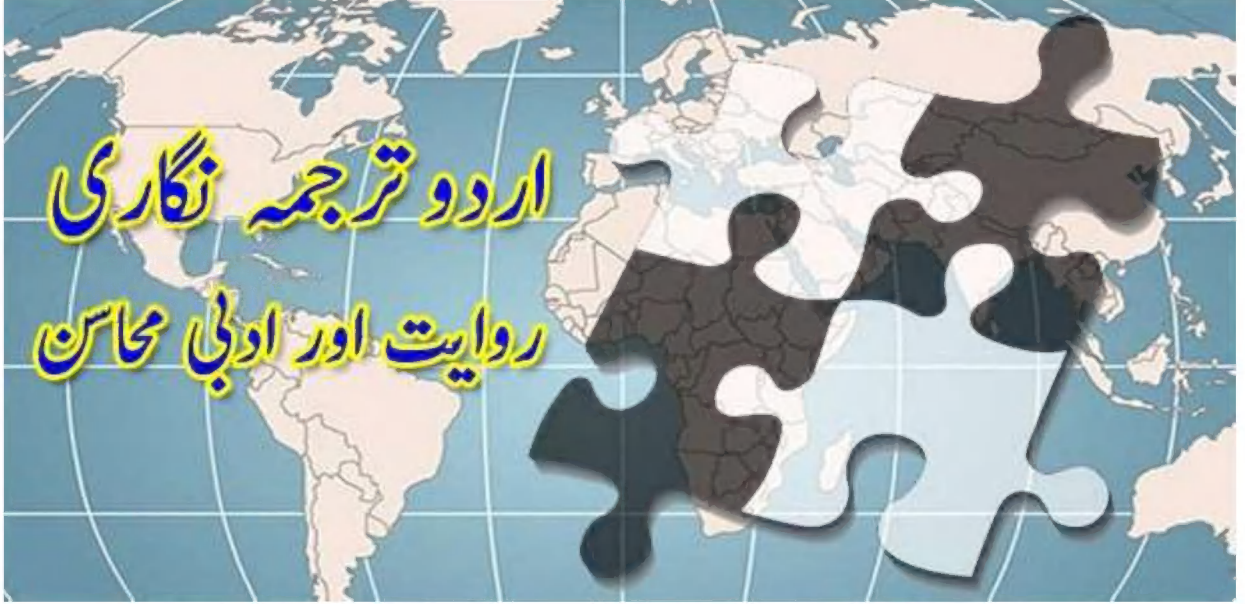 اردو ترجمہ نگاری
روایت اور ادبی محاسن